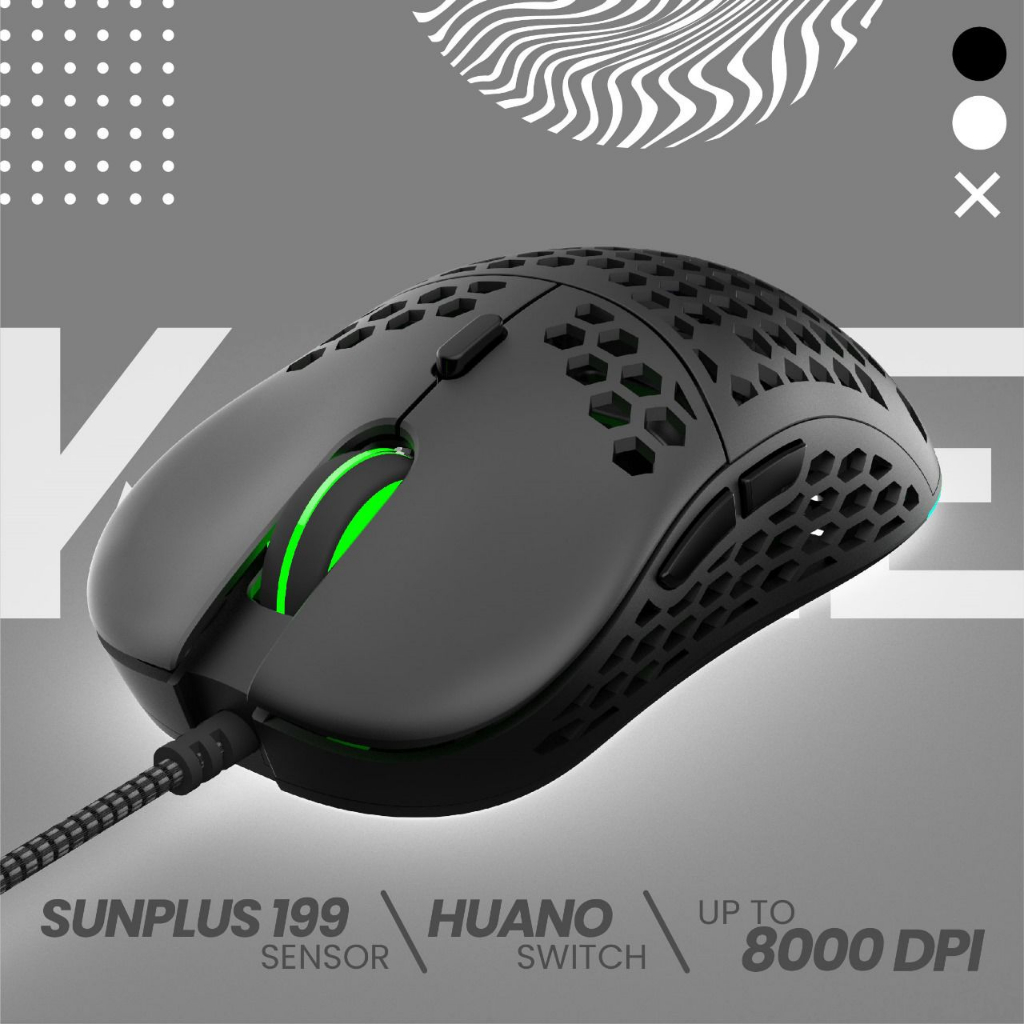 SUNPLUS 199
SENSOR
HUANO
SWITCH
UP TO
8000 DPI